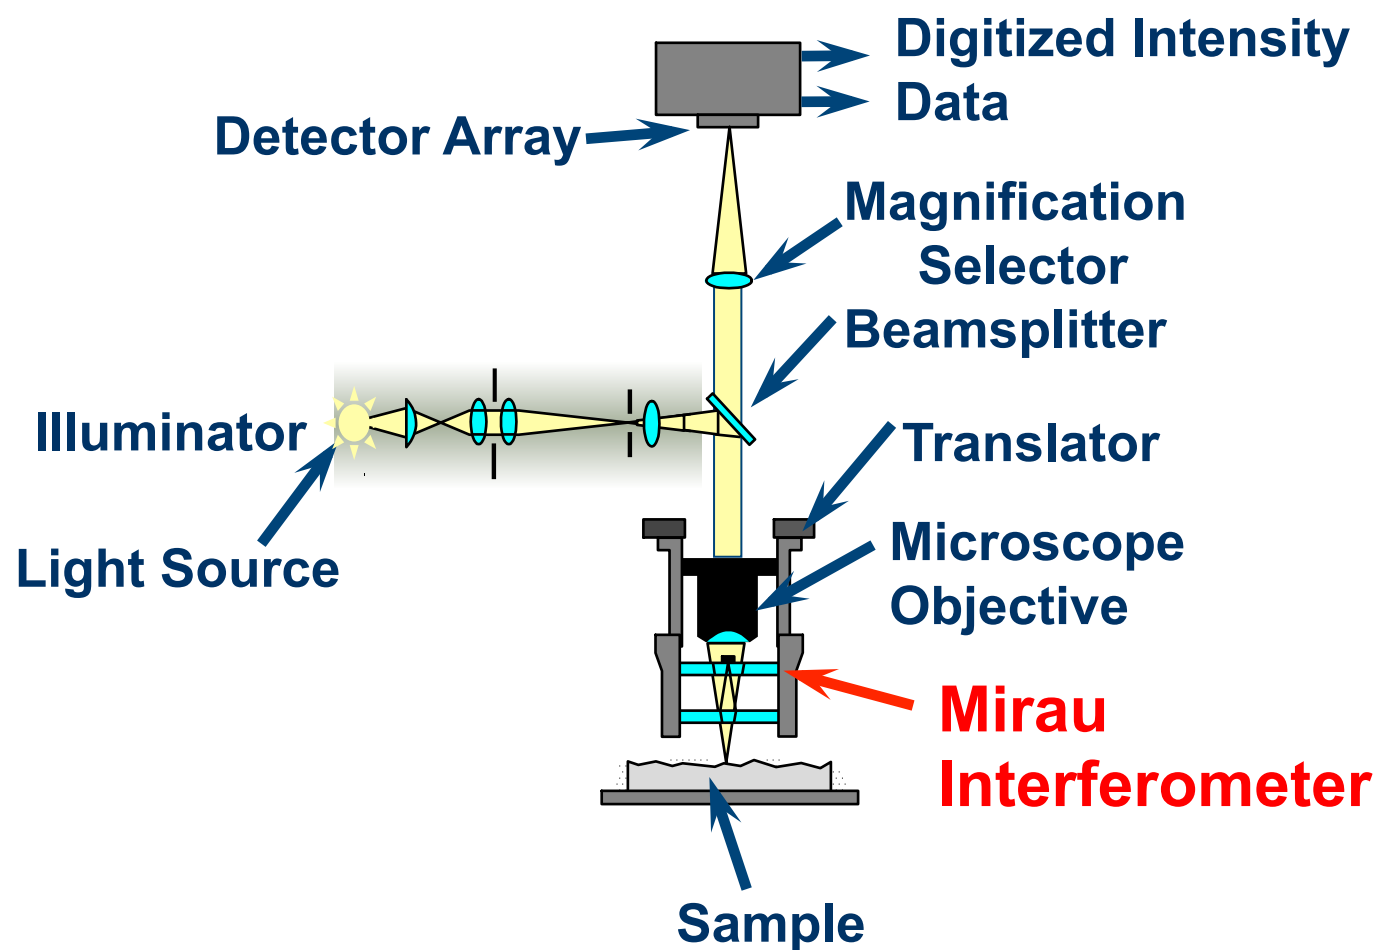 Digitized Intensity
Data
Detector Array
Magnification
Selector
Beamsplitter
Illuminator
Translator
Light Source
Microscope
Objective
Mirau
Interferometer
Sample